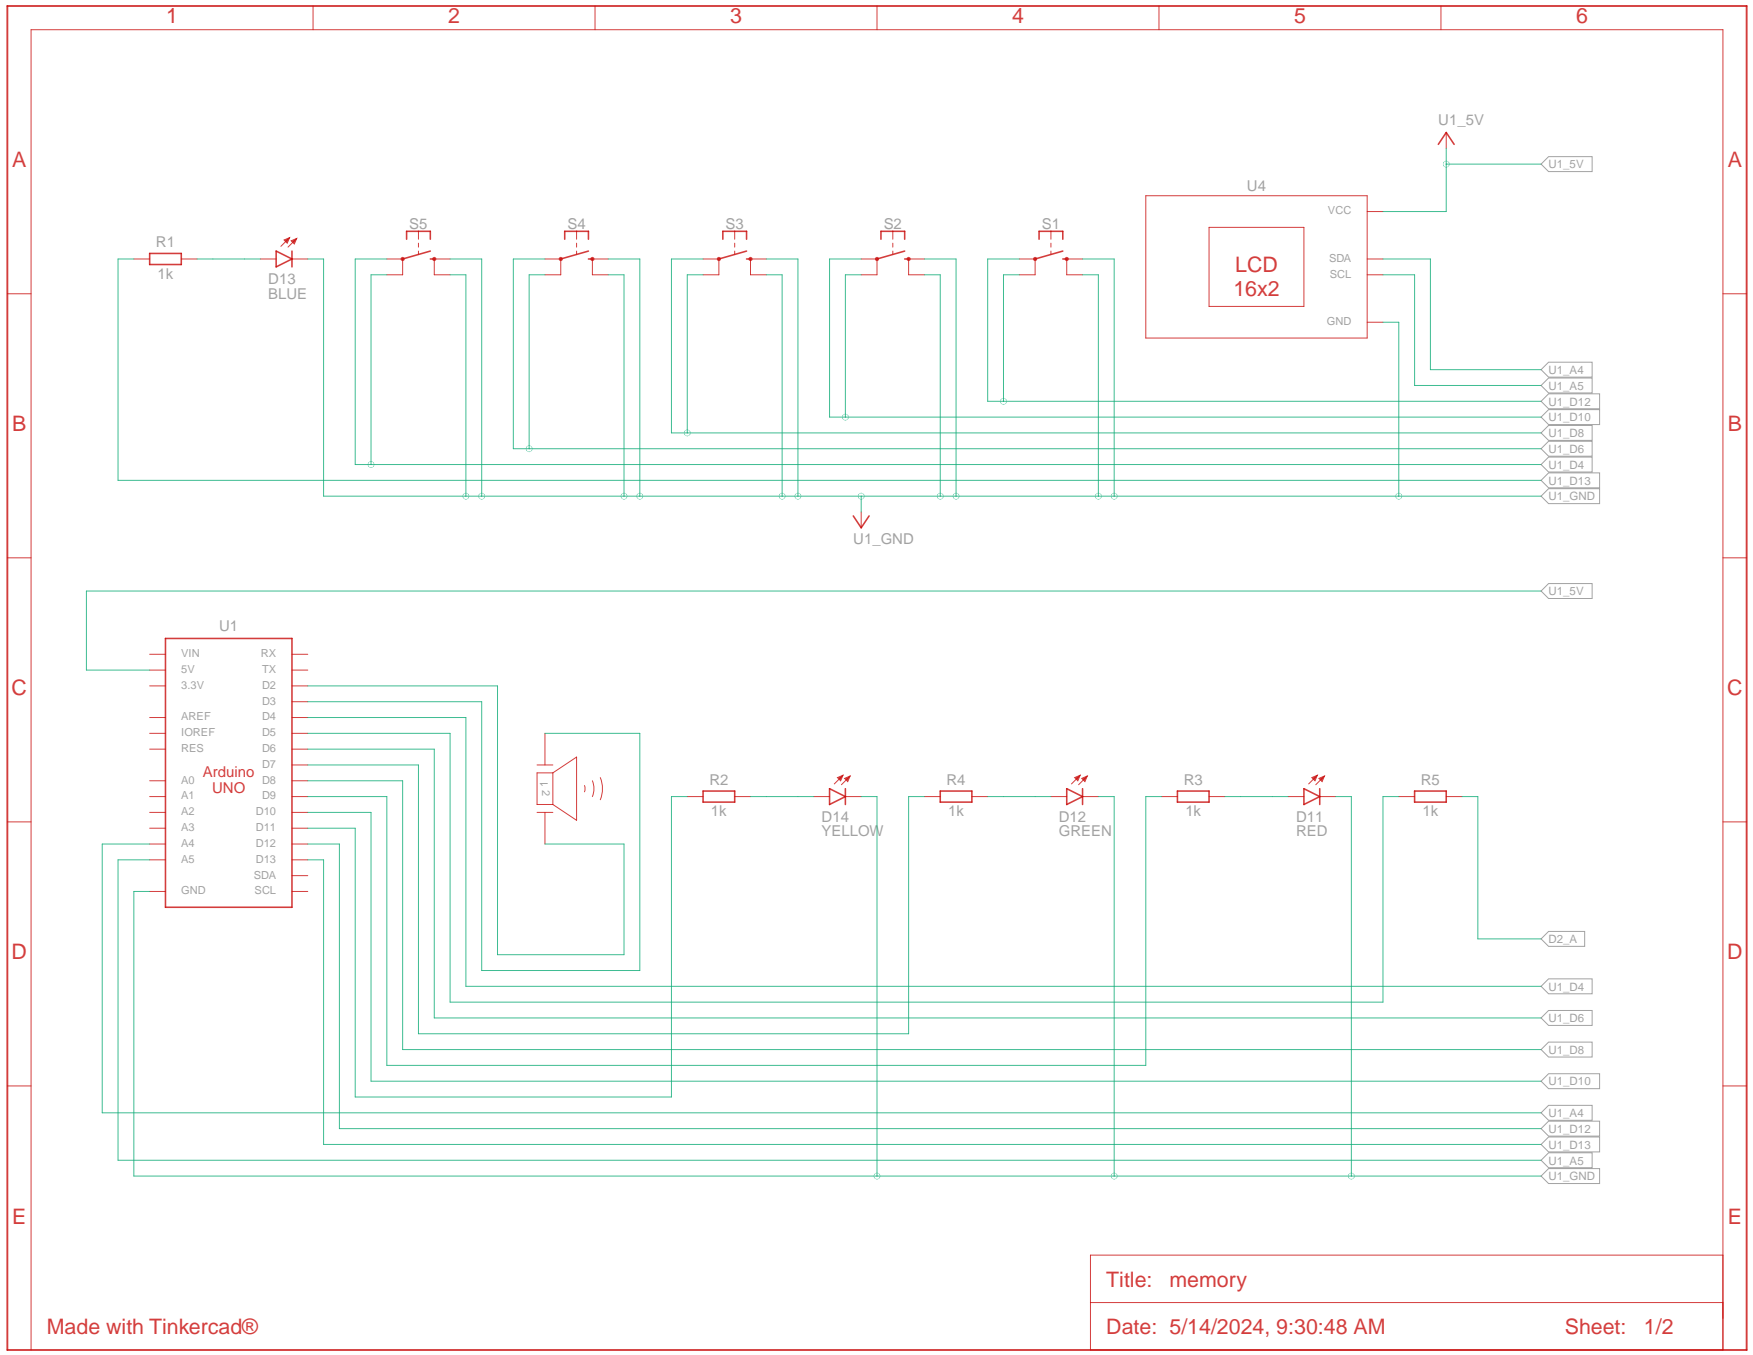 1 2 3 4 5 6
A A
B B
C C
D D
E E
U1_5V
U1_5V
U4
VCC
SDA
SCL
GND
LCD
16x2
S5 S4 S3 S2 S1
R1
1k
D13
BLUE
U1_A4
U1_A5
U1_D12
U1_D10
U1_D8
U1_D6
U1_D4
U1_D13
U1_GND
U1_GND
U1_5V
U1
VIN RX
5V TX
3.3V D2
D3
AREF D4
IOREF D5
RES D6
D7
Arduino
UNO
A0 D8
A1 D9
A2 D10
A3 D11
A4 D12
A5 D13
SDA
GND SCL
1 2
R2
1k
D14
YELLOW
R4
1k
D12
GREEN
R3
1k
D11
RED
R5
1k
D2_A
U1_D4
U1_D6
U1_D8
U1_D10
U1_A4
U1_D12
U1_D13
U1_A5
U1_GND
Title: memory
Made with Tinkercad®
Date: 5/14/2024, 9:30:48 AM Sheet: 1/2